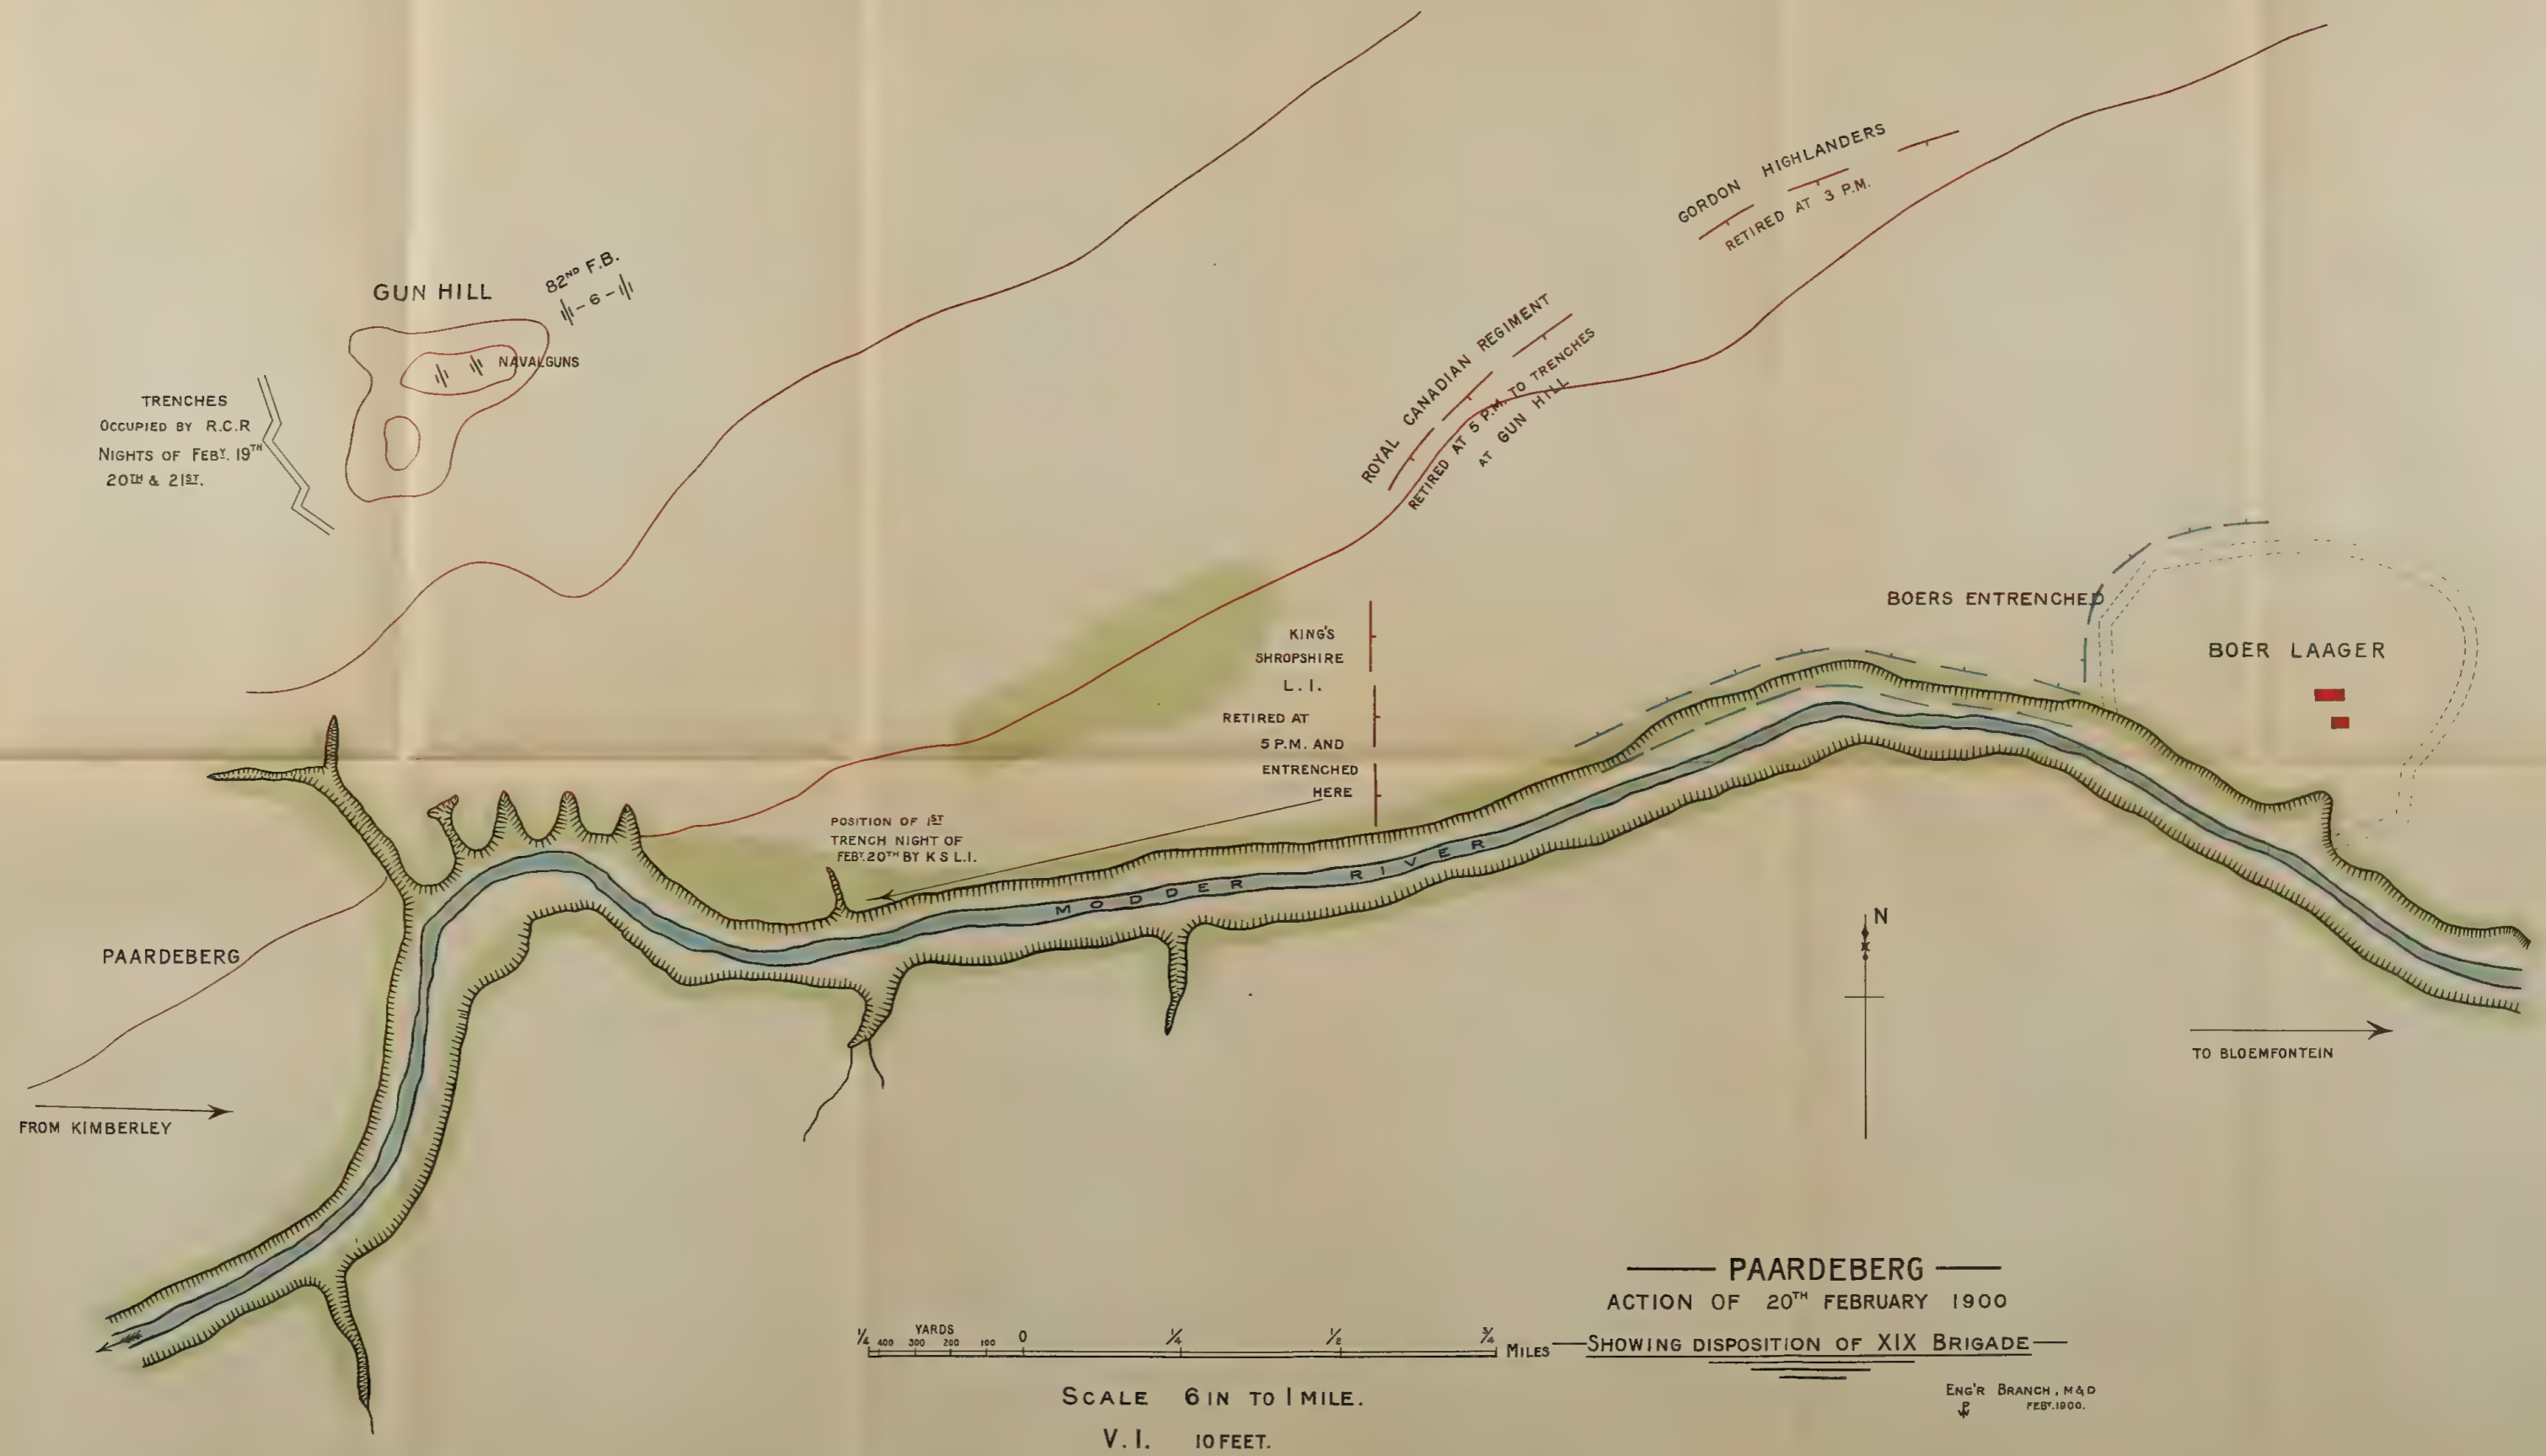 GORDON HIGHLANDERS
RETIRED AT 3 P.M.
82ND F.B.
6
GUN HILL
NAVAL GUNS
TRENCHES
OCCUPIED BY R.C.R
NIGHTS OF FEBY. 19TH
20TH & 21ST.
ROYAL CANADIAN REGIMENT
RETIRED AT 5 P.M. TO TRENCHES
AT GUN HILL
BOERS ENTRENCHED
BOER LAAGER
KING'S
SHROPSHIRE
L.I.
RETIRED AT
5 P.M. AND
ENTRENCHED
HERE
POSITION OF 1ST
TRENCH NIGHT OF
FEBY. 20TH BY K S L.I.
MODDER RIVER
N
PAARDEBERG
TO BLOEMFONTEIN
FROM KIMBERLEY
PAARDEBERG
ACTION OF 20TH FEBRUARY 1900
SHOWING DISPOSITION OF XIX BRIGADE
YARDS
1/4 400 300 200 100 0 1/4 1/2 3/4 MILES
SCALE 6 IN TO 1 MILE.
V.I. 10 FEET.
ENG'R BRANCH, M & D
FEBY. 1900.